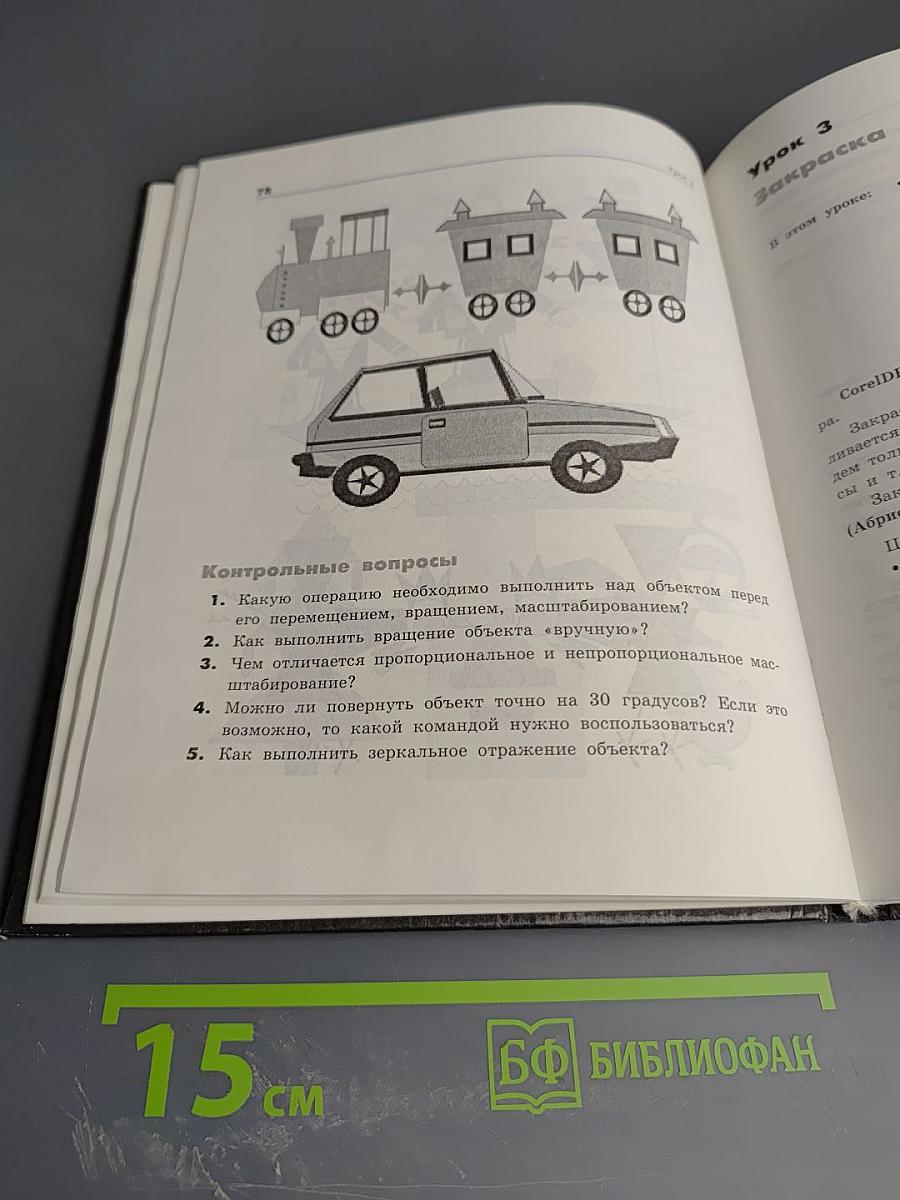 78
Урок 2
Контрольные вопросы
1. Какую операцию необходимо выполнить над объектом перед
его перемещением, вращением, масштабированием?
2. Как выполнить вращение объекта «вручную»?
3. Чем отличается пропорциональное и непропорциональное мас-
штабирование?
4. Можно ли повернуть объект точно на 30 градусов? Если это
возможно, то какой командой нужно воспользоваться?
5. Как выполнить зеркальное отражение объекта?
Урок 3
Закраска
В этом уроке:
CorelD
ра.
Закра
ливается
дем толь
сы и т.
Зак
(Абри
Ц
15 см
БФ БИБЛИОФАН